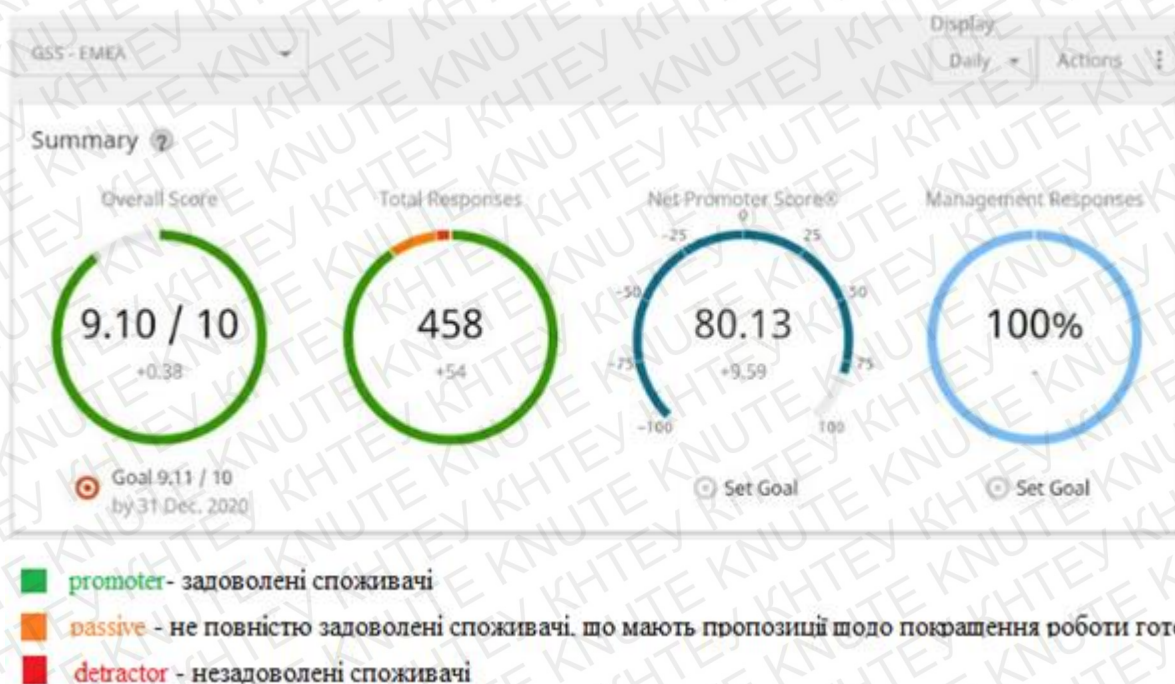 Display
GSS - EMEA
Daily
Actions
Summary ?
Overall Score
Total Responses
Net Promoter Score®
Management Responses
0
-25
25
-50
50
9.10 / 10
458
80.13
100%
+0.38
+54
-75
+9.59
75
-100
100
Goal 9.11 / 10
by 31 Dec, 2020
Set Goal
Set Goal
promoter- задоволені споживачі
passive - не повністю задоволені споживачі, що мають пропозиції щодо покращення роботи готе
detractor - незадоволені споживачі